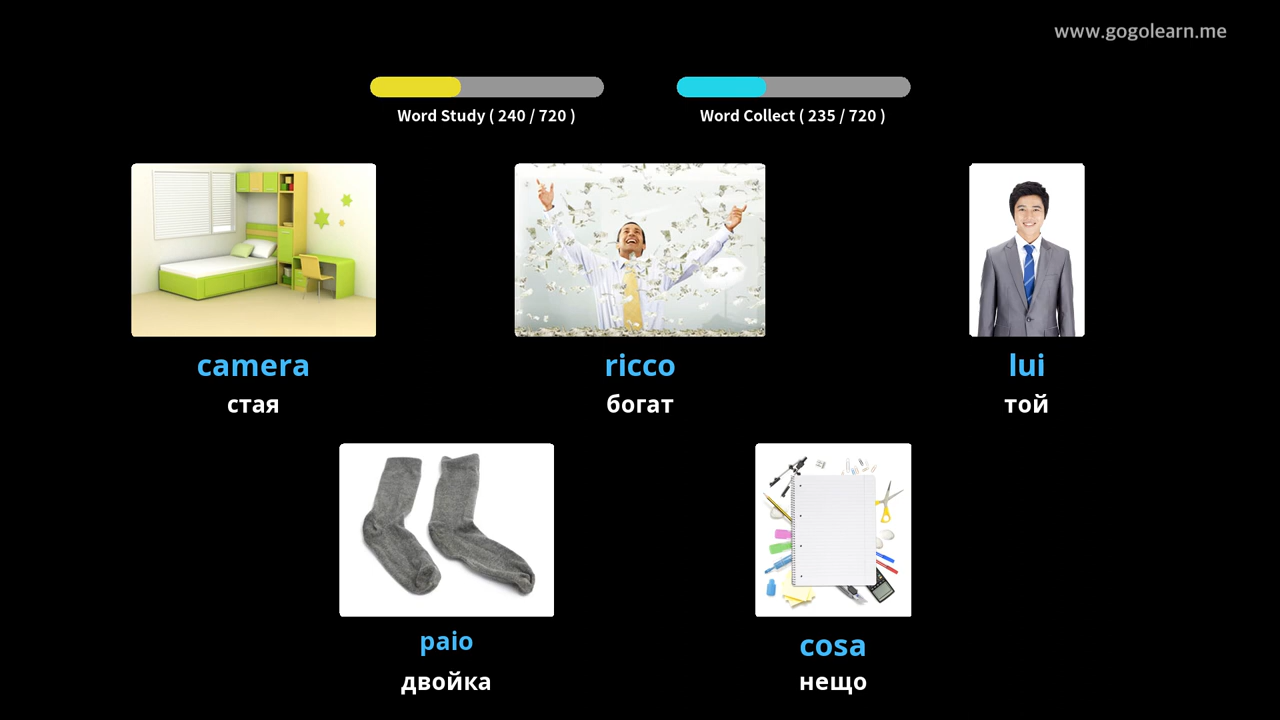 www.gogolearn.me
Word Study ( 240 / 720 )
Word Collect ( 235 / 720 )
camera
стая
ricco
богат
lui
той
paio
двойка
cosa
нещо